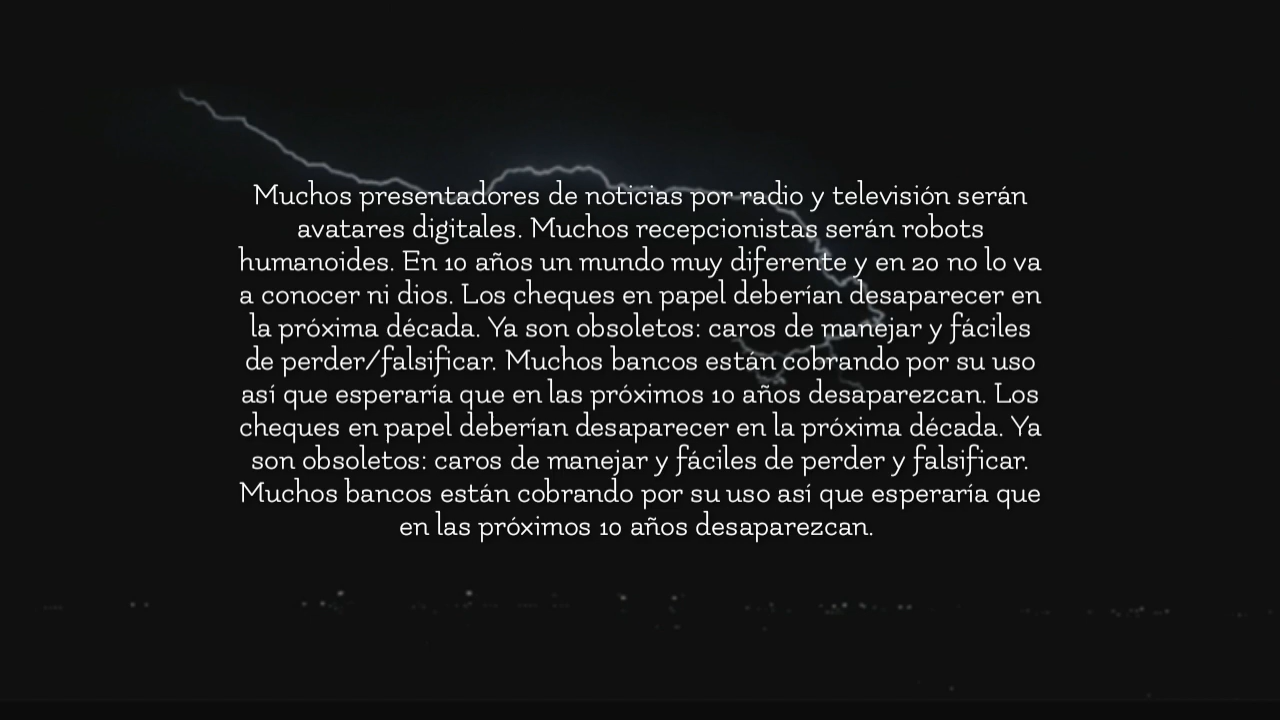 Muchos presentadores de noticias por radio y televisión serán
avatares digitales. Muchos recepcionistas serán robots
humanoides. En 10 años un mundo muy diferente y en 20 no lo va
a conocer ni dios. Los cheques en papel deberían desaparecer en
la próxima década. Ya son obsoletos: caros de manejar y fáciles
de perder/falsificar. Muchos bancos están cobrando por su uso
así que esperaría que en las próximos 10 años desaparezcan. Los
cheques en papel deberían desaparecer en la próxima década. Ya
son obsoletos: caros de manejar y fáciles de perder y falsificar.
Muchos bancos están cobrando por su uso así que esperaría que
en las próximos 10 años desaparezcan.